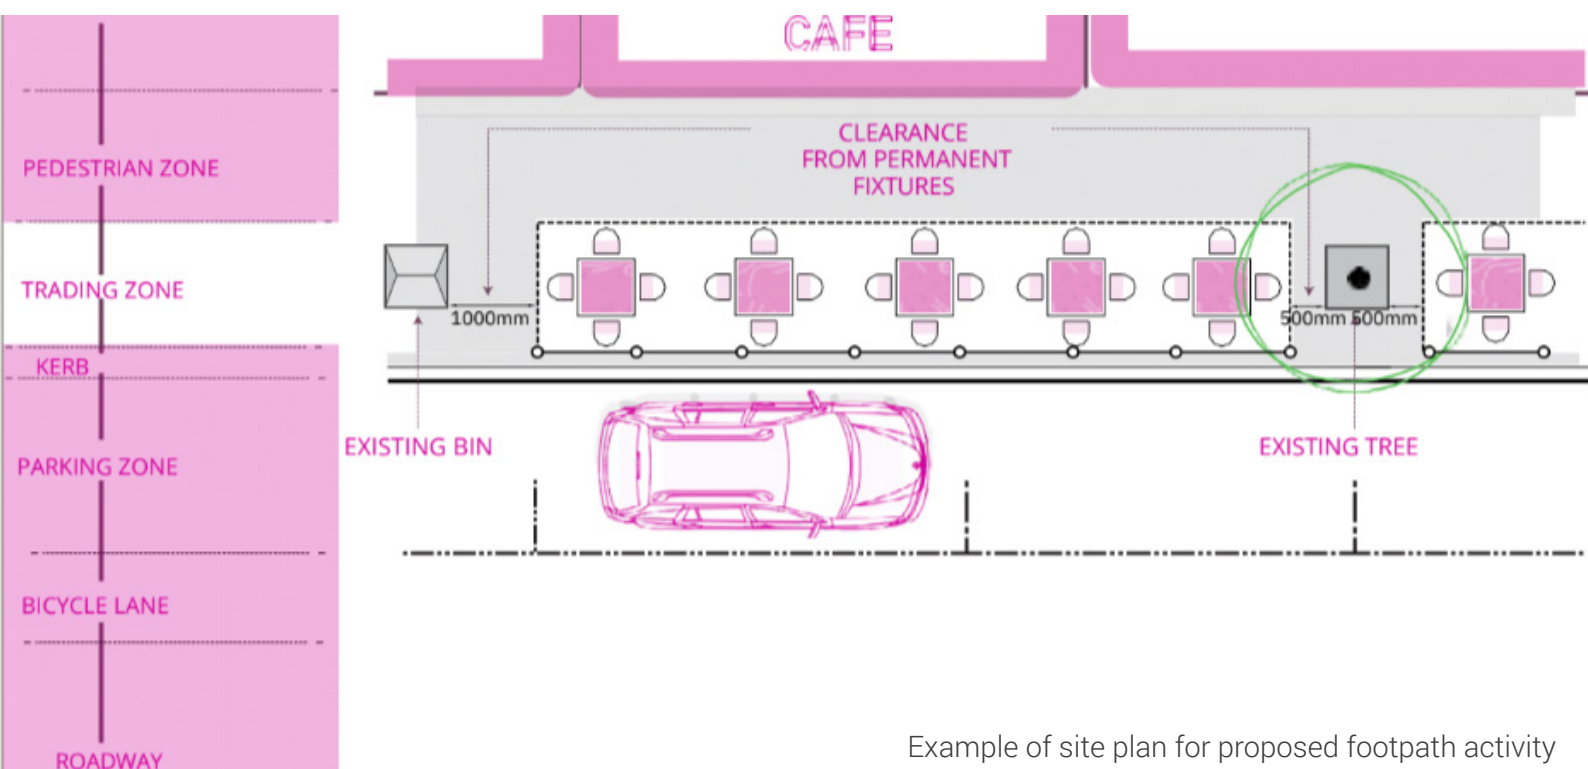 CAFE
CLEARANCE
FROM PERMANENT
FIXTURES
PEDESTRIAN ZONE
TRADING ZONE
1000mm
500mm 500mm
KERB
EXISTING BIN
EXISTING TREE
PARKING ZONE
BICYCLE LANE
ROADWAY
Example of site plan for proposed footpath activity